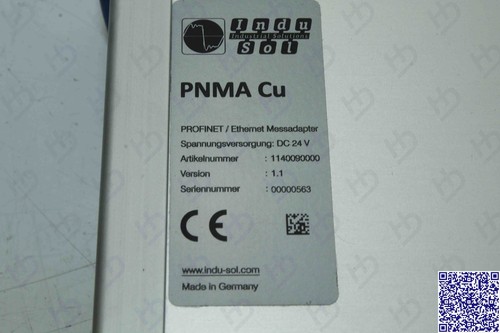 Indu
Industrial Solutions
Sol
PNMA Cu
PROFINET / Ethernet Messadapter
Spannungsversorgung: DC 24 V
Artikelnummer : 1140090000
Version : 1.1
Seriennummer : 00000563
CE
www.indu-sol.com
Made in Germany